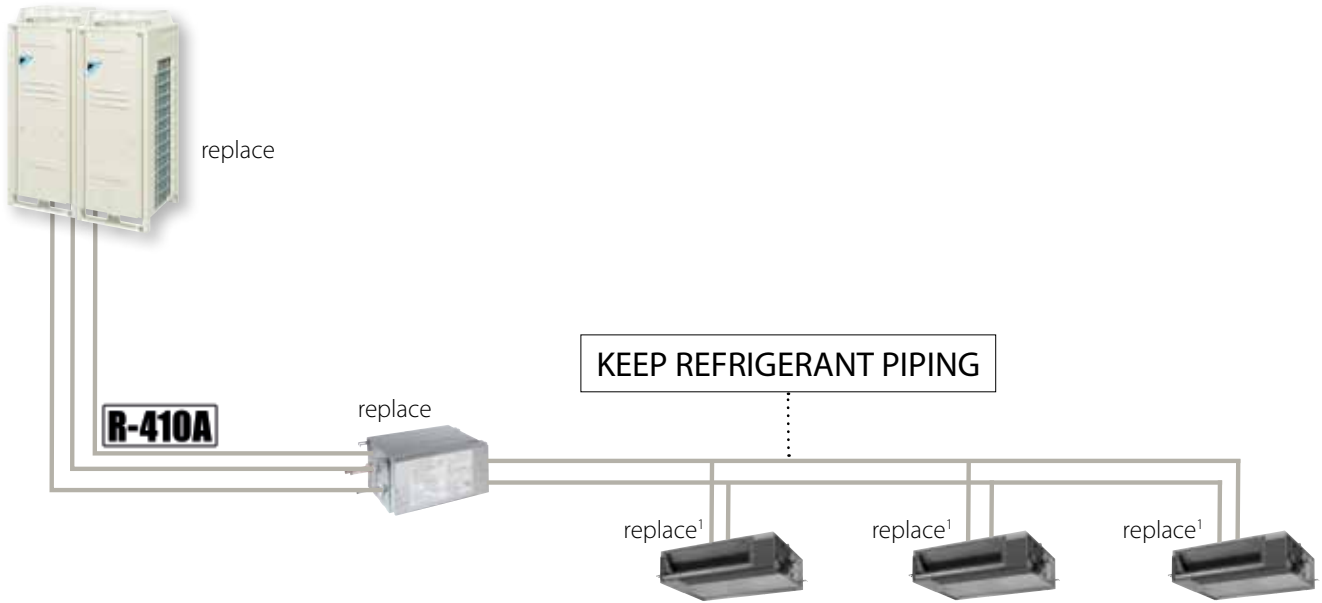 replace
KEEP REFRIGERANT PIPING
replace
R-410A
replace¹
replace¹
replace¹